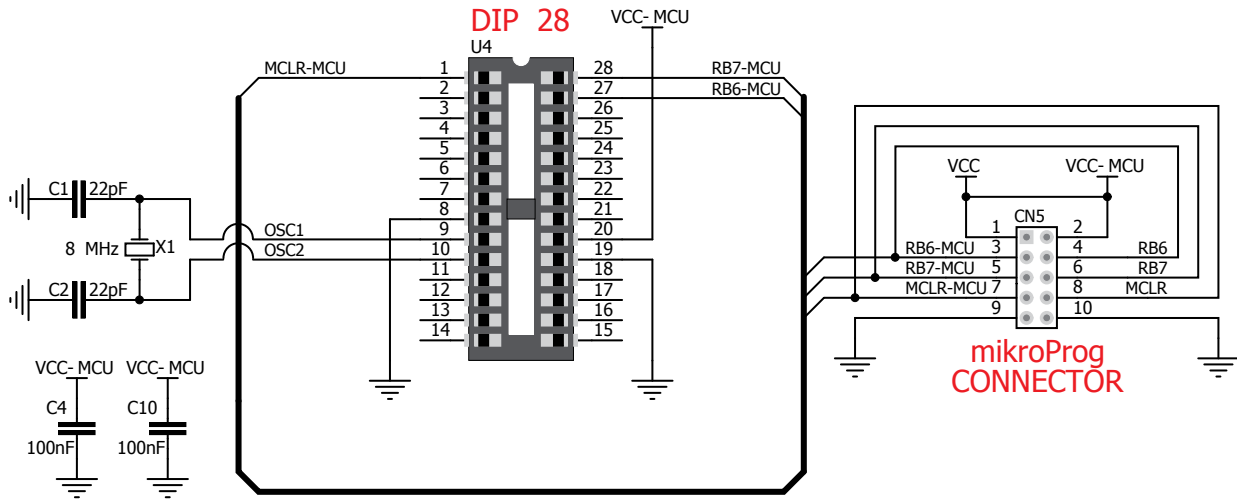 DIP 28
U4
VCC-MCU
MCLR-MCU
1
2
3
4
5
6
7
8
9
10
11
12
13
14
28
27
26
25
24
23
22
21
20
19
18
17
16
15
RB7-MCU
RB6-MCU
C1 22pF
8 MHz X1
C2 22pF
OSC1
OSC2
VCC-MCU
C4
100nF
VCC-MCU
C10
100nF
VCC
VCC-MCU
CN5
1 2
RB6-MCU 3 4 RB6
RB7-MCU 5 6 RB7
MCLR-MCU 7 8 MCLR
9 10
mikroProg
CONNECTOR